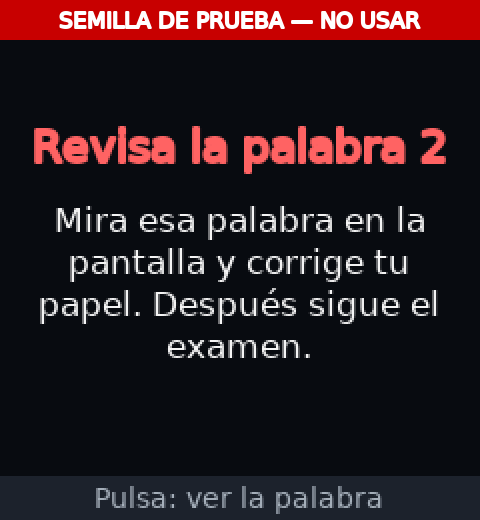 SEMILLA DE PRUEBA — NO USAR
Revisa la palabra 2
Mira esa palabra en la
pantalla y corrige tu
papel. Después sigue el
examen.
Pulsa: ver la palabra